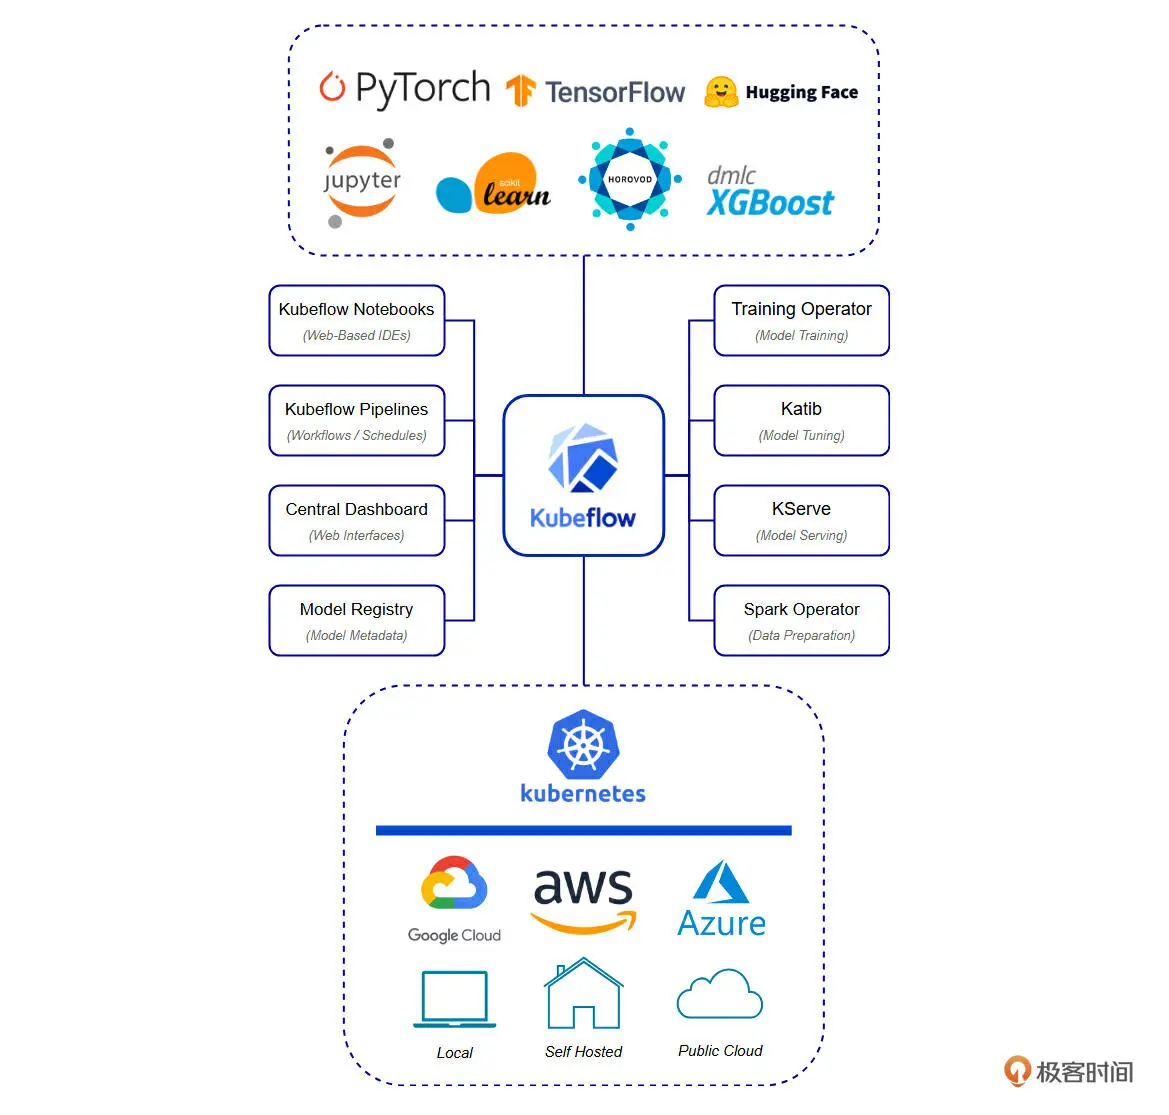 PyTorch
TensorFlow
Hugging Face
jupyter
scikit
learn
HOROVOD
dmlc
XGBoost
Kubeflow Notebooks
(Web-Based IDEs)
Kubeflow Pipelines
(Workflows / Schedules)
Central Dashboard
(Web Interfaces)
Model Registry
(Model Metadata)
Kubeflow
Training Operator
(Model Training)
Katib
(Model Tuning)
KServe
(Model Serving)
Spark Operator
(Data Preparation)
kubernetes
Google Cloud
aws
Azure
Local
Self Hosted
Public Cloud
极客时间